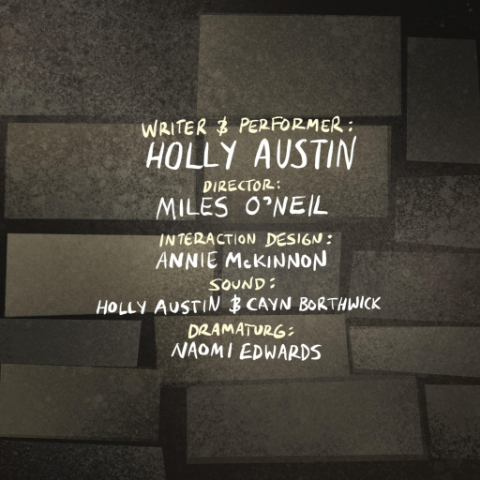 WRITER & PERFORMER:
HOLLY AUSTIN
DIRECTOR:
MILES O'NEIL
INTERACTION DESIGN:
ANNIE McKINNON
SOUND:
HOLLY AUSTIN & CAYN BORTHWICK
DRAMATURG:
NAOMI EDWARDS